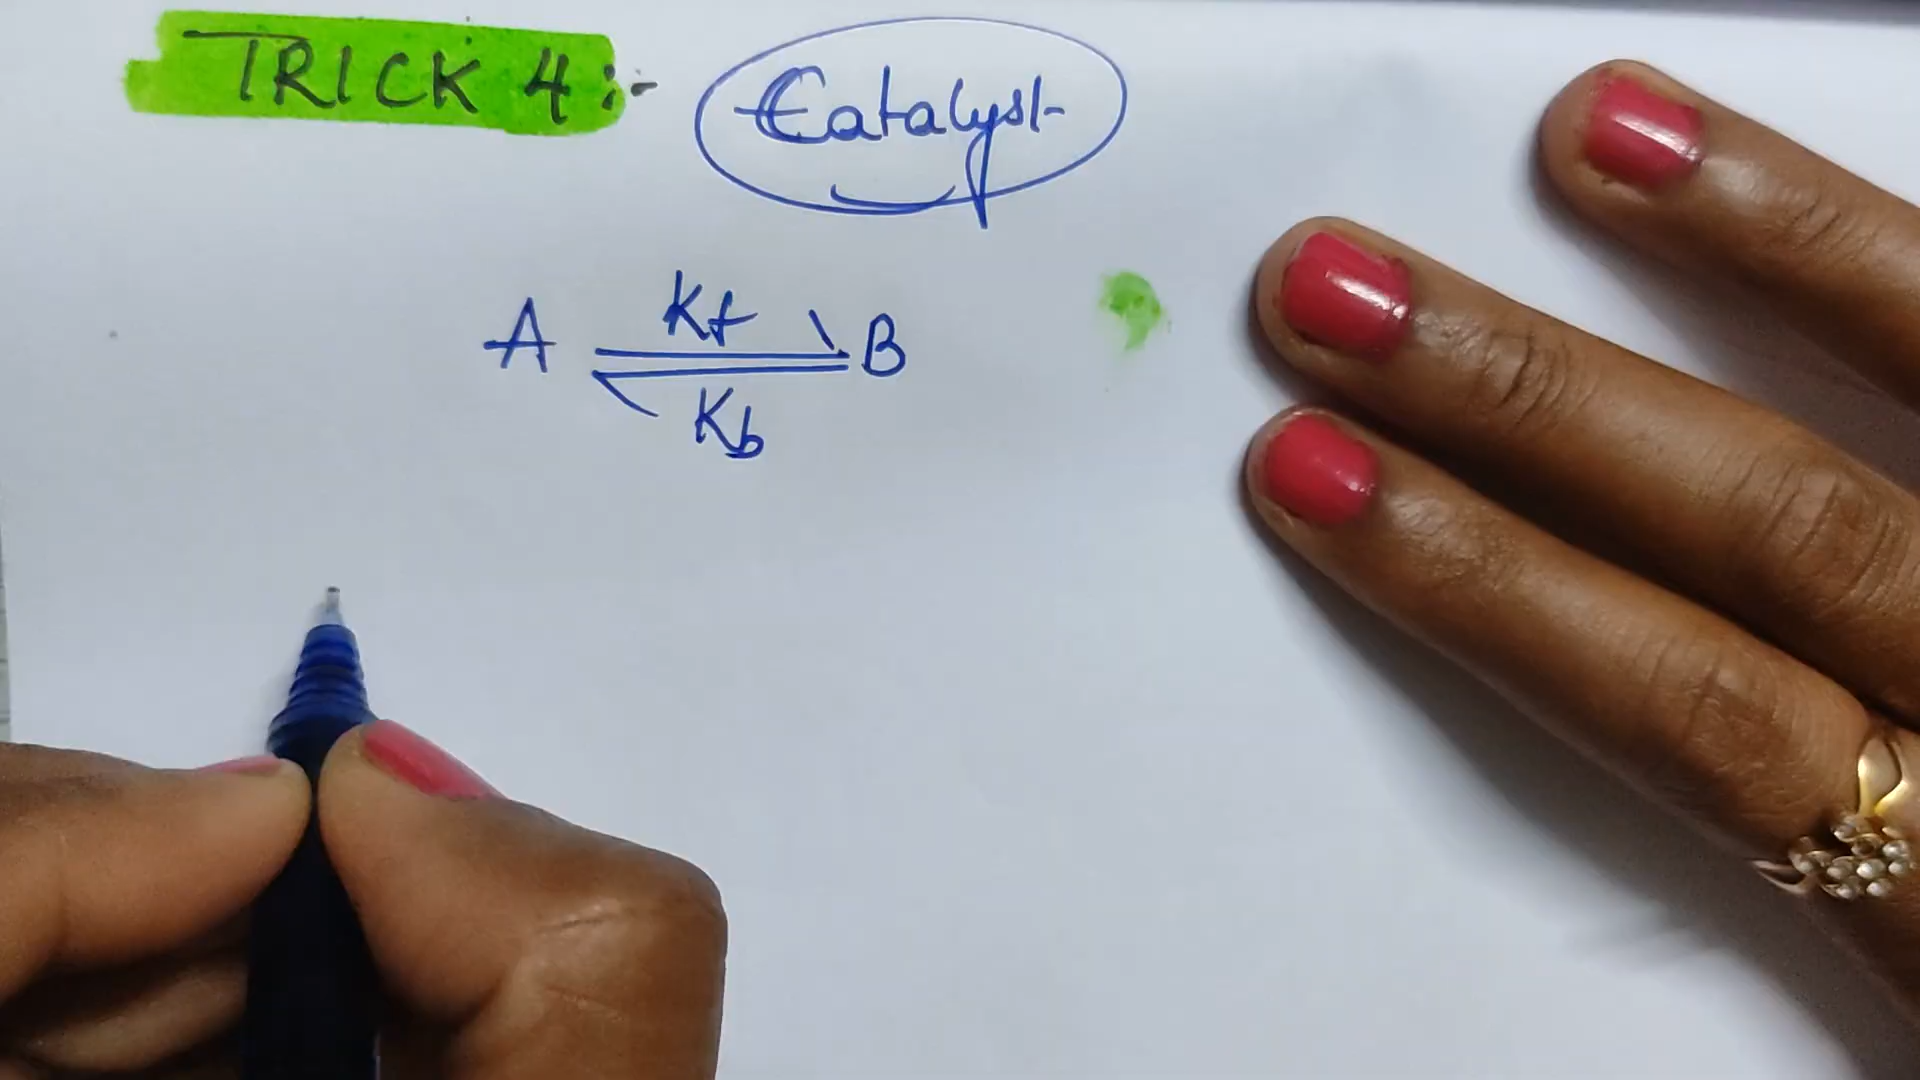 TRICK 4 :- Catalyst
A Kf ⇌ B
Kb